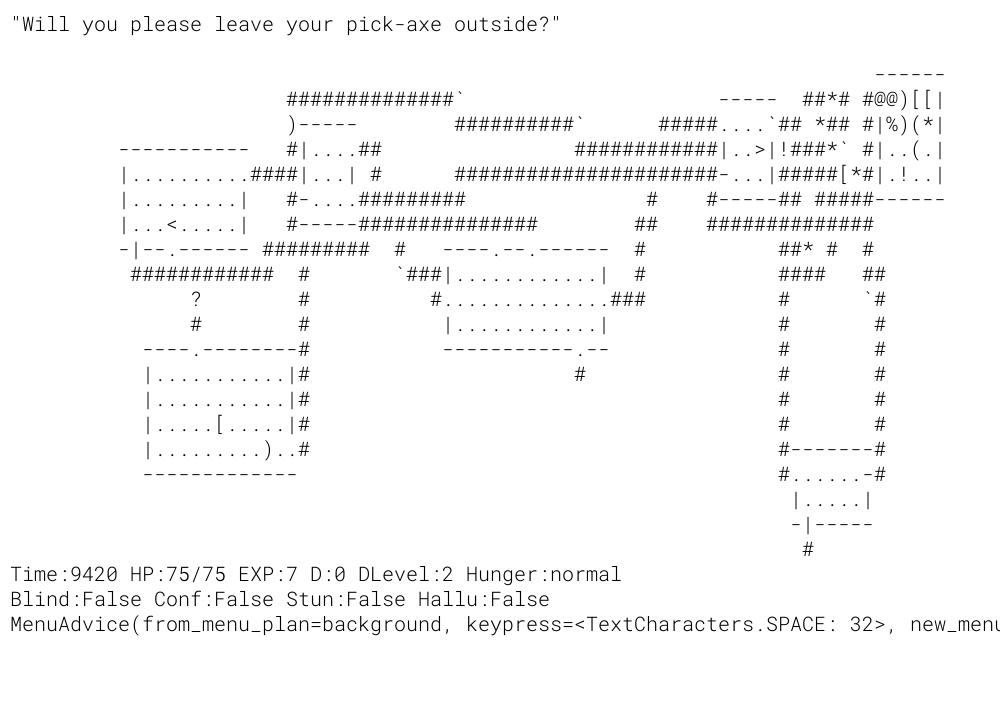 "Will you please leave your pick-axe outside?"
                                                                        ------
                       ##############`                     -----  ##*# #@@)[[|
                       )-----        ##########`      #####....`## *## #|%)(*|
         -----------   #|....##                ############|..>|!###*` #|..(.|
         |..........####|...| #      ######################-...|#####[*#|.!..|
         |.........|   #-....#########               #    #-----## #####------
         |...<.....|   #-----###############        ##    ##############
         -|--.------ #########  #   ----.--.------  #           ##* #  #
          ############  #       `###|............|  #           ####   ##
               ?        #          #.............###           #      `#
               #        #           |............|              #       #
           ----.--------#           -----------.--              #       #
           |...........|#                      #                #       #
           |...........|#                                       #       #
           |.....[.....|#                                       #       #
           |.........)..#                                       #-------#
           -------------                                        #......-#
                                                                 |.....|
                                                                 -|-----
                                                                  #
Time:9420 HP:75/75 EXP:7 D:0 DLevel:2 Hunger:normal
Blind:False Conf:False Stun:False Hallu:False
MenuAdvice(from_menu_plan=background, keypress=<TextCharacters.SPACE: 32>, new_menu